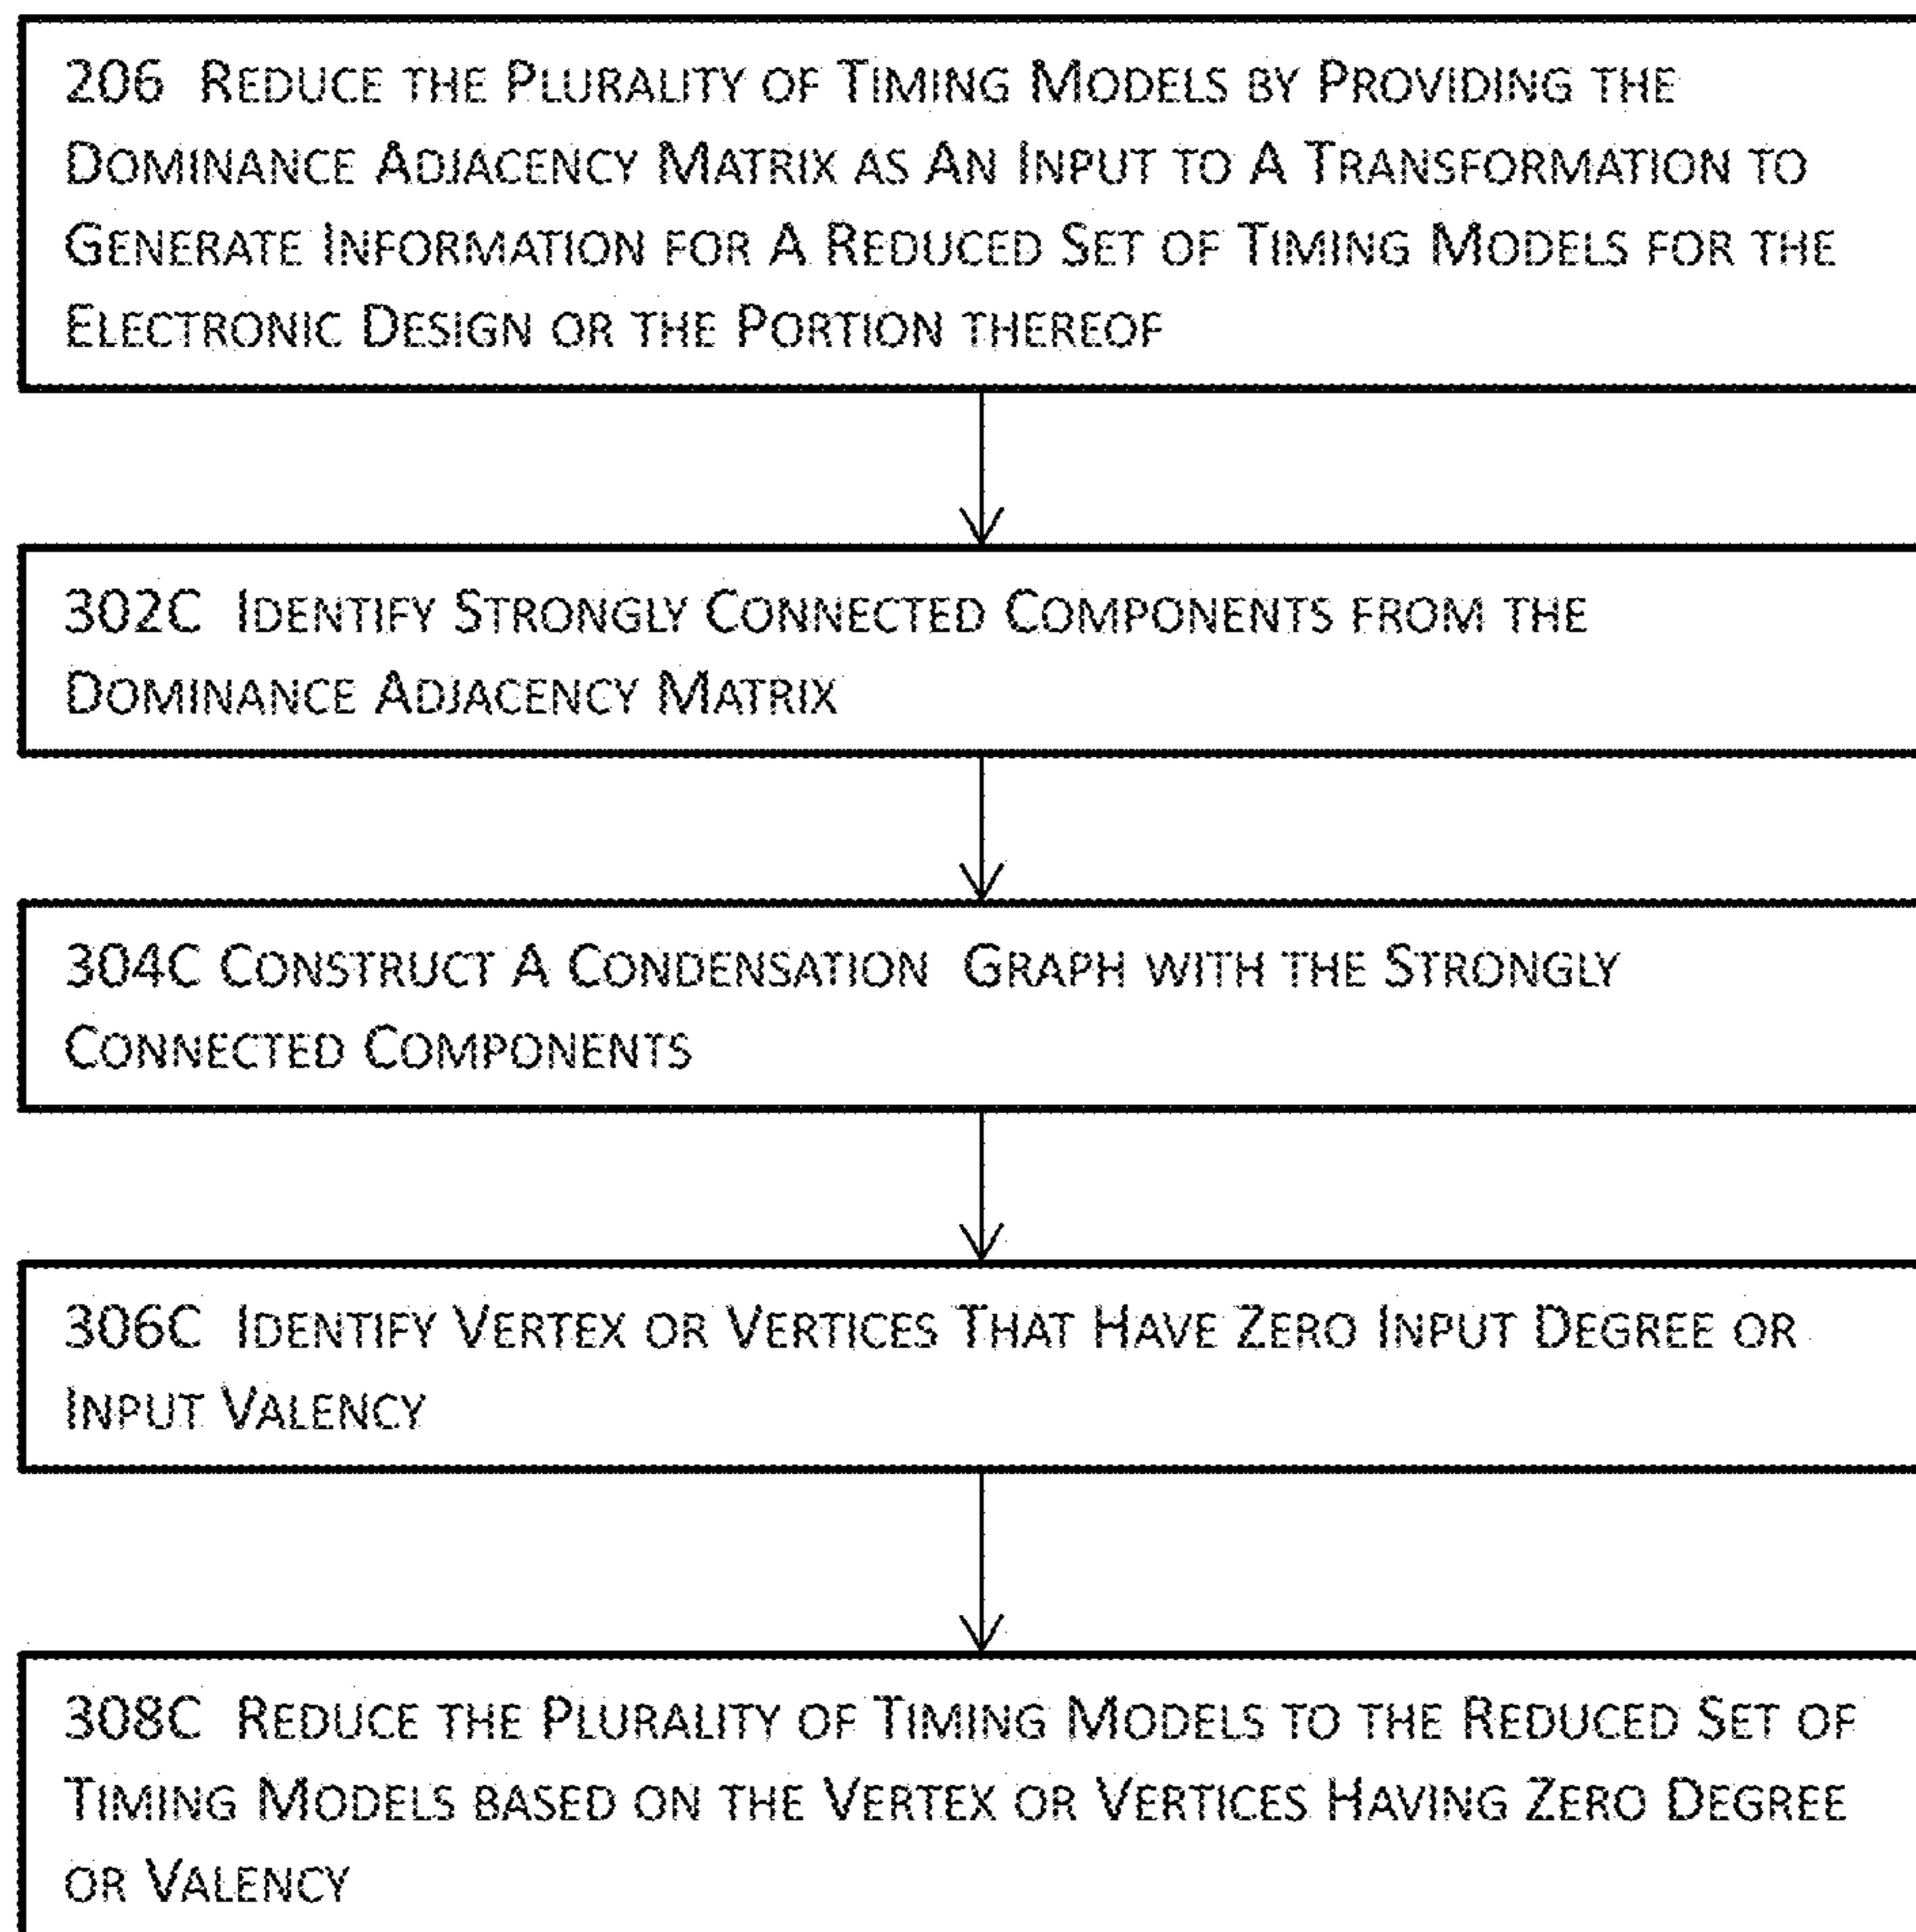 206 Reduce the Plurality of Timing Models by Providing the
Dominance Adjacency Matrix as An Input to A Transformation to
Generate Information for A Reduced Set of Timing Models for the
Electronic Design or the Portion thereof
302C Identify Strongly Connected Components from the
Dominance Adjacency Matrix
304C Construct A Condensation Graph with the Strongly
Connected Components
306C Identify Vertex or Vertices That Have Zero Input Degree or
Input Valency
308C Reduce the Plurality of Timing Models to the Reduced Set of
Timing Models based on the Vertex or Vertices Having Zero Degree
or Valency